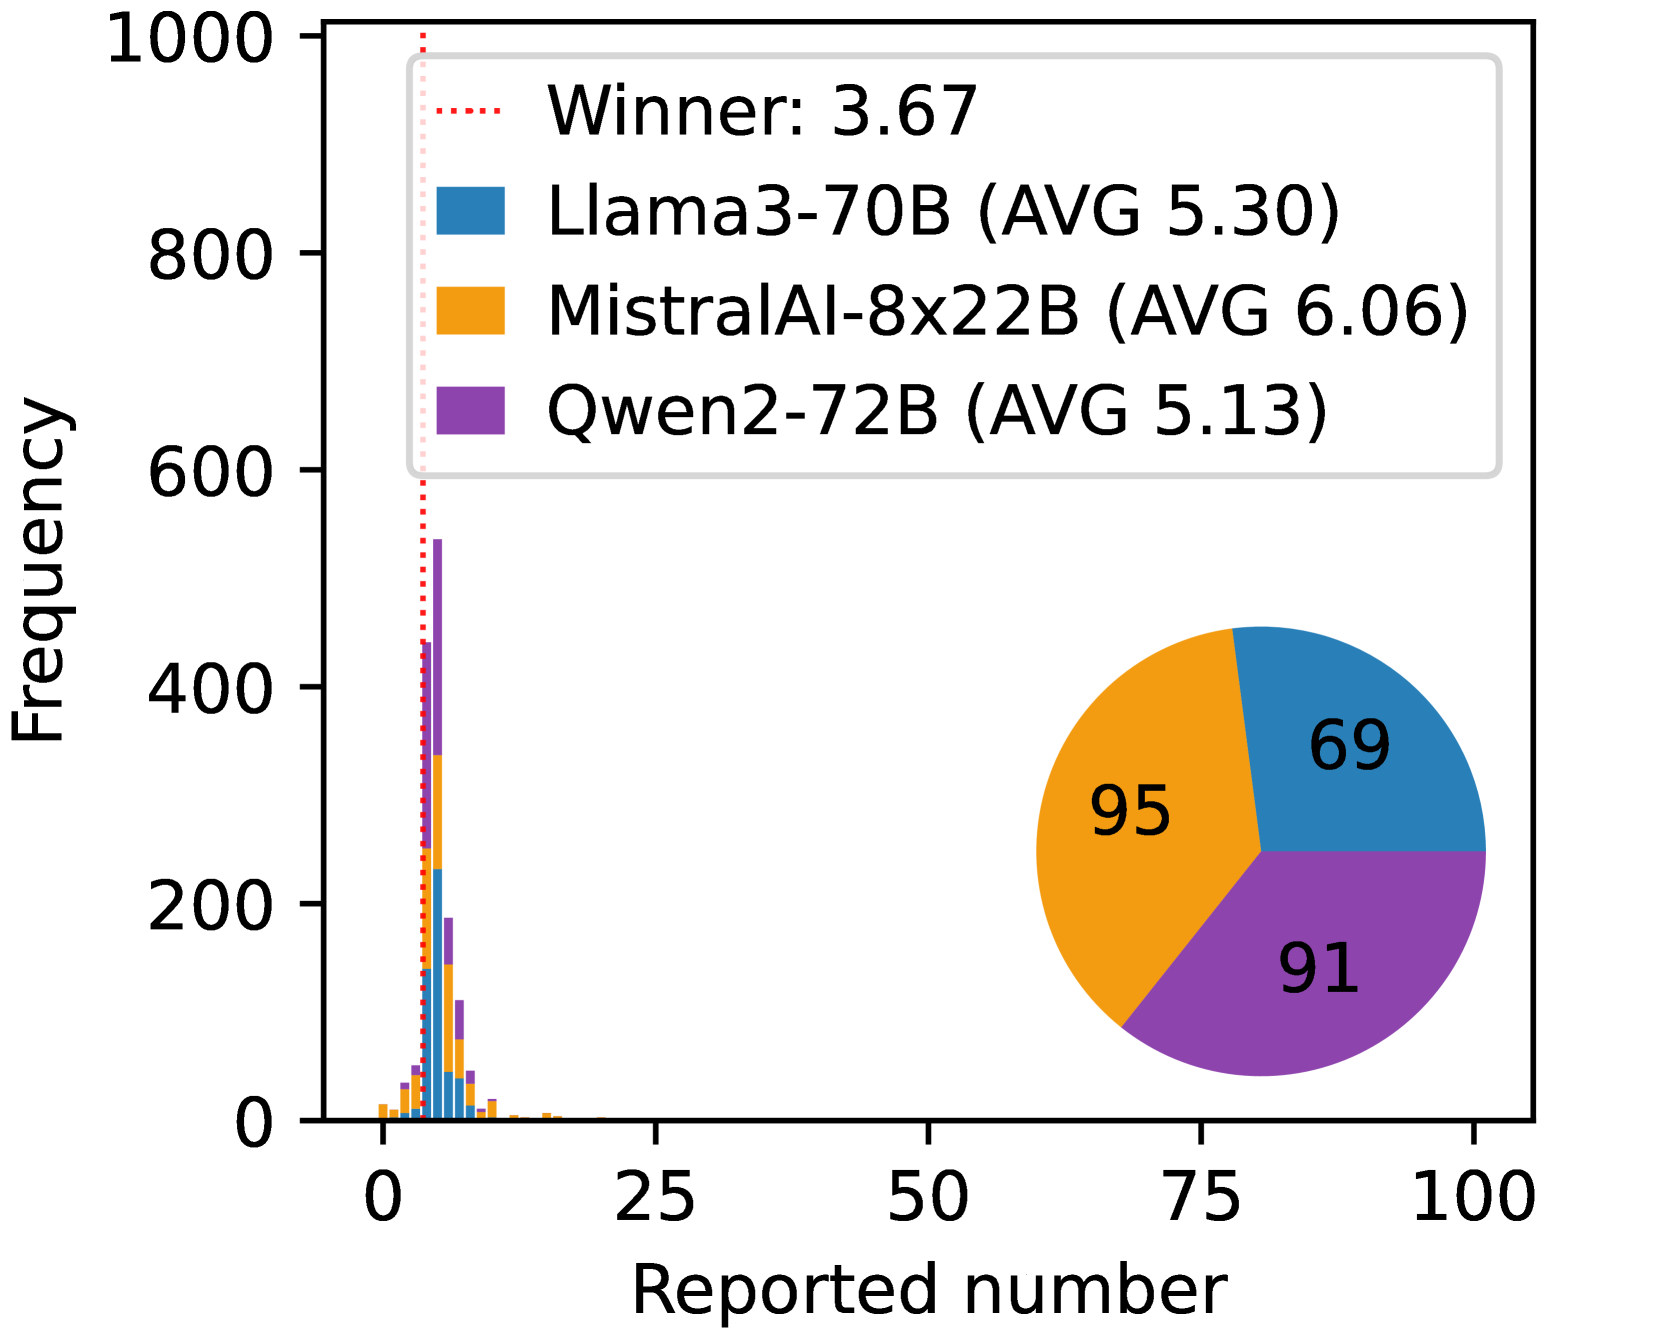 1000
800
600
400
200
0
Frequency
Winner: 3.67
Llama3-70B (AVG 5.30)
MistralAI-8x22B (AVG 6.06)
Qwen2-72B (AVG 5.13)
69
95
91
0 25 50 75 100
Reported number